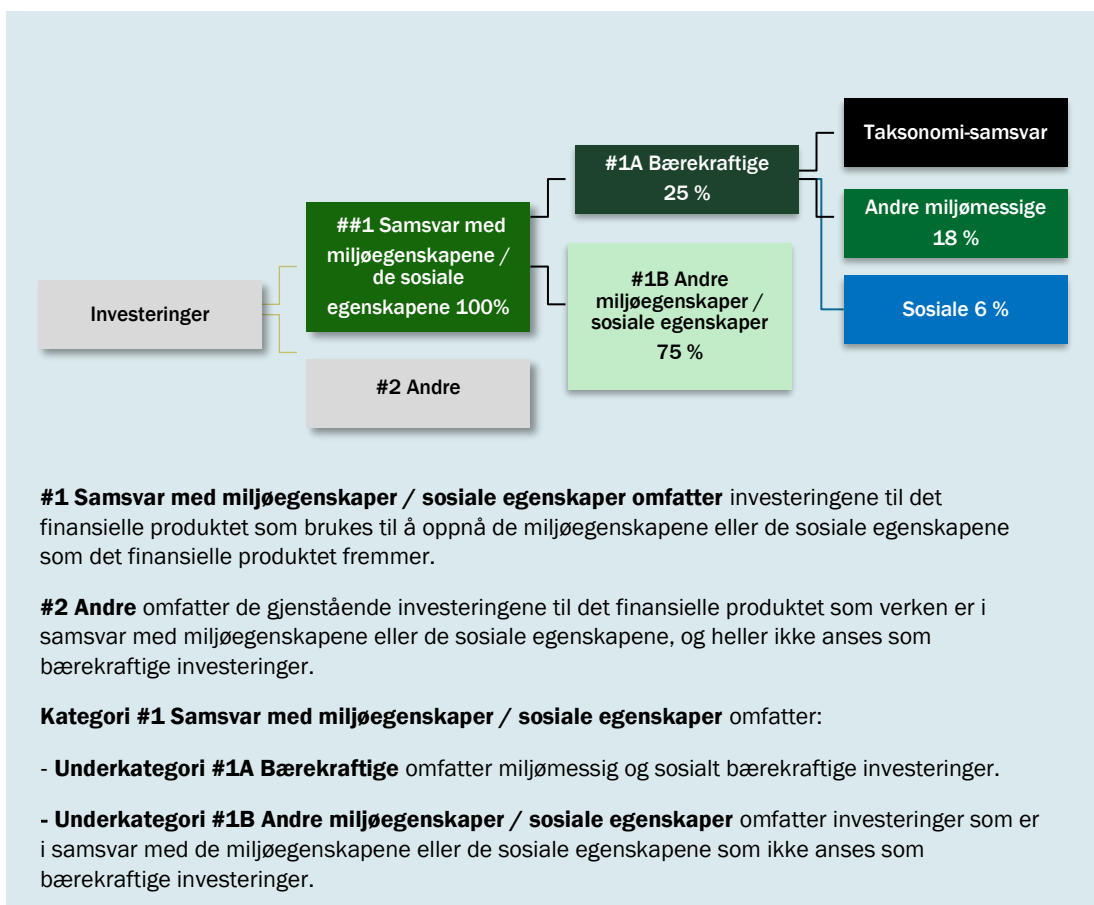 Investeringer
##1 Samsvar med
miljøegenskapene /
de sosiale
egenskapene 100%
#2 Andre
#1A Bærekraftige
25 %
#1B Andre
miljøegenskaper /
sosiale egenskaper
75 %
Taksonomi-samsvar
Andre miljømessige
18 %
Sosiale 6 %
#1 Samsvar med miljøegenskaper / sosiale egenskaper omfatter investeringene til det
finansielle produktet som brukes til å oppnå de miljøegenskapene eller de sosiale egenskapene
som det finansielle produktet fremmer.
#2 Andre omfatter de gjenstående investeringene til det finansielle produktet som verken er i
samsvar med miljøegenskapene eller de sosiale egenskapene, og heller ikke anses som
bærekraftige investeringer.
Kategori #1 Samsvar med miljøegenskaper / sosiale egenskaper omfatter:
- Underkategori #1A Bærekraftige omfatter miljømessig og sosialt bærekraftige investeringer.
- Underkategori #1B Andre miljøegenskaper / sosiale egenskaper omfatter investeringer som er
i samsvar med de miljøegenskapene eller de sosiale egenskapene som ikke anses som
bærekraftige investeringer.